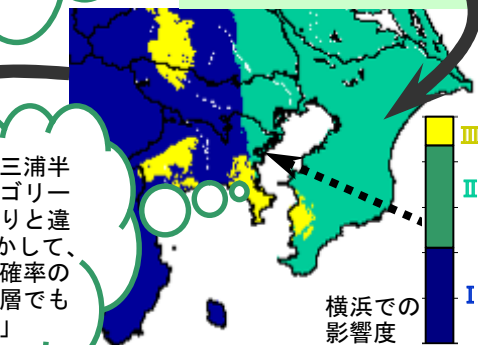 三浦半
ゴリー
りと違
かして、
確率の
層でも
」
III
II
I
横浜での
影響度